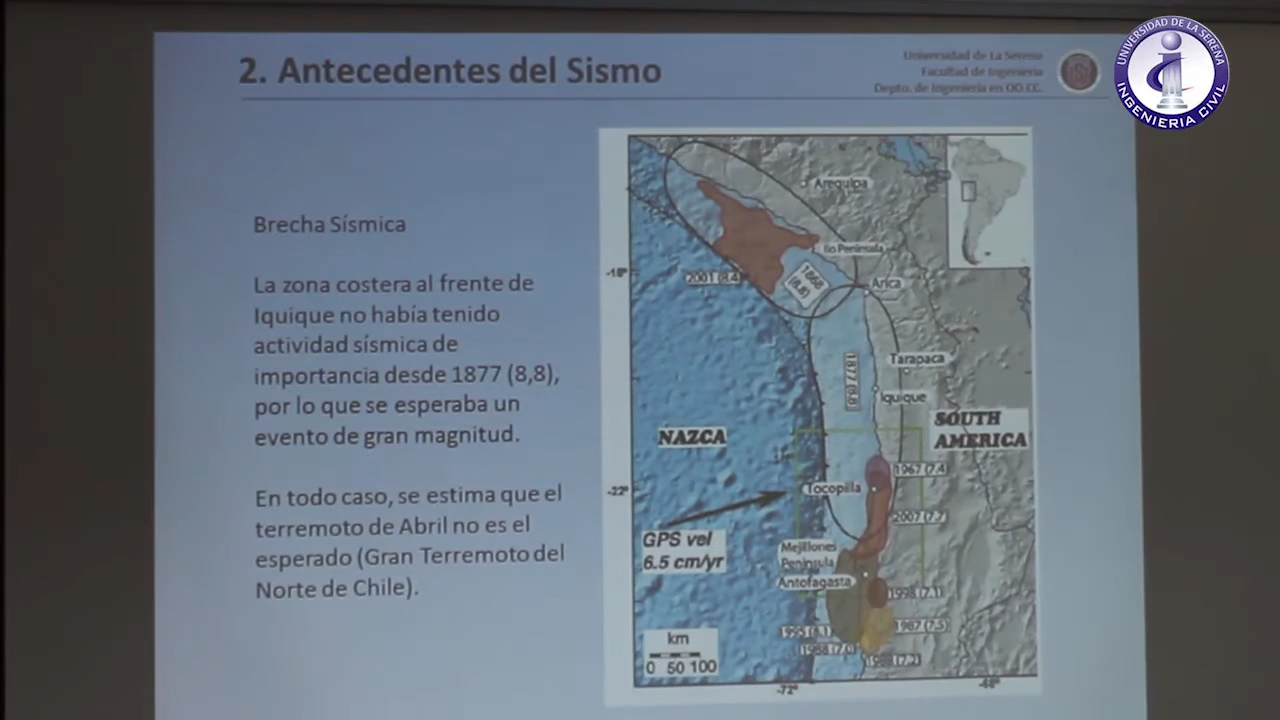 2. Antecedentes del Sismo
Universidad de La Serena
Facultad de Ingeniería
Depto. de Ingeniería en OO.CC.
UNIVERSIDAD DE LA SERENA
INGENIERIA CIVIL
Brecha Sísmica
La zona costera al frente de
Iquique no había tenido
actividad sísmica de
importancia desde 1877 (8,8),
por lo que se esperaba un
evento de gran magnitud.
En todo caso, se estima que el
terremoto de Abril no es el
esperado (Gran Terremoto del
Norte de Chile).
Arequipa
Ilo Peninsula
-18°
2001 (8.4)
1868
(8.8)
Arica
1877 (8.8)
Tarapaca
Iquique
NAZCA
SOUTH
AMERICA
1967 (7.4)
-22°
Tocopilla
2007 (7.7
GPS vel
6.5 cm/yr
Mejillones
Peninsula
Antofagasta
1998 (7.1)
1995 (8.1)
1987 (7.5)
1988 (7.0)
km
0 50 100
-72°
-68°